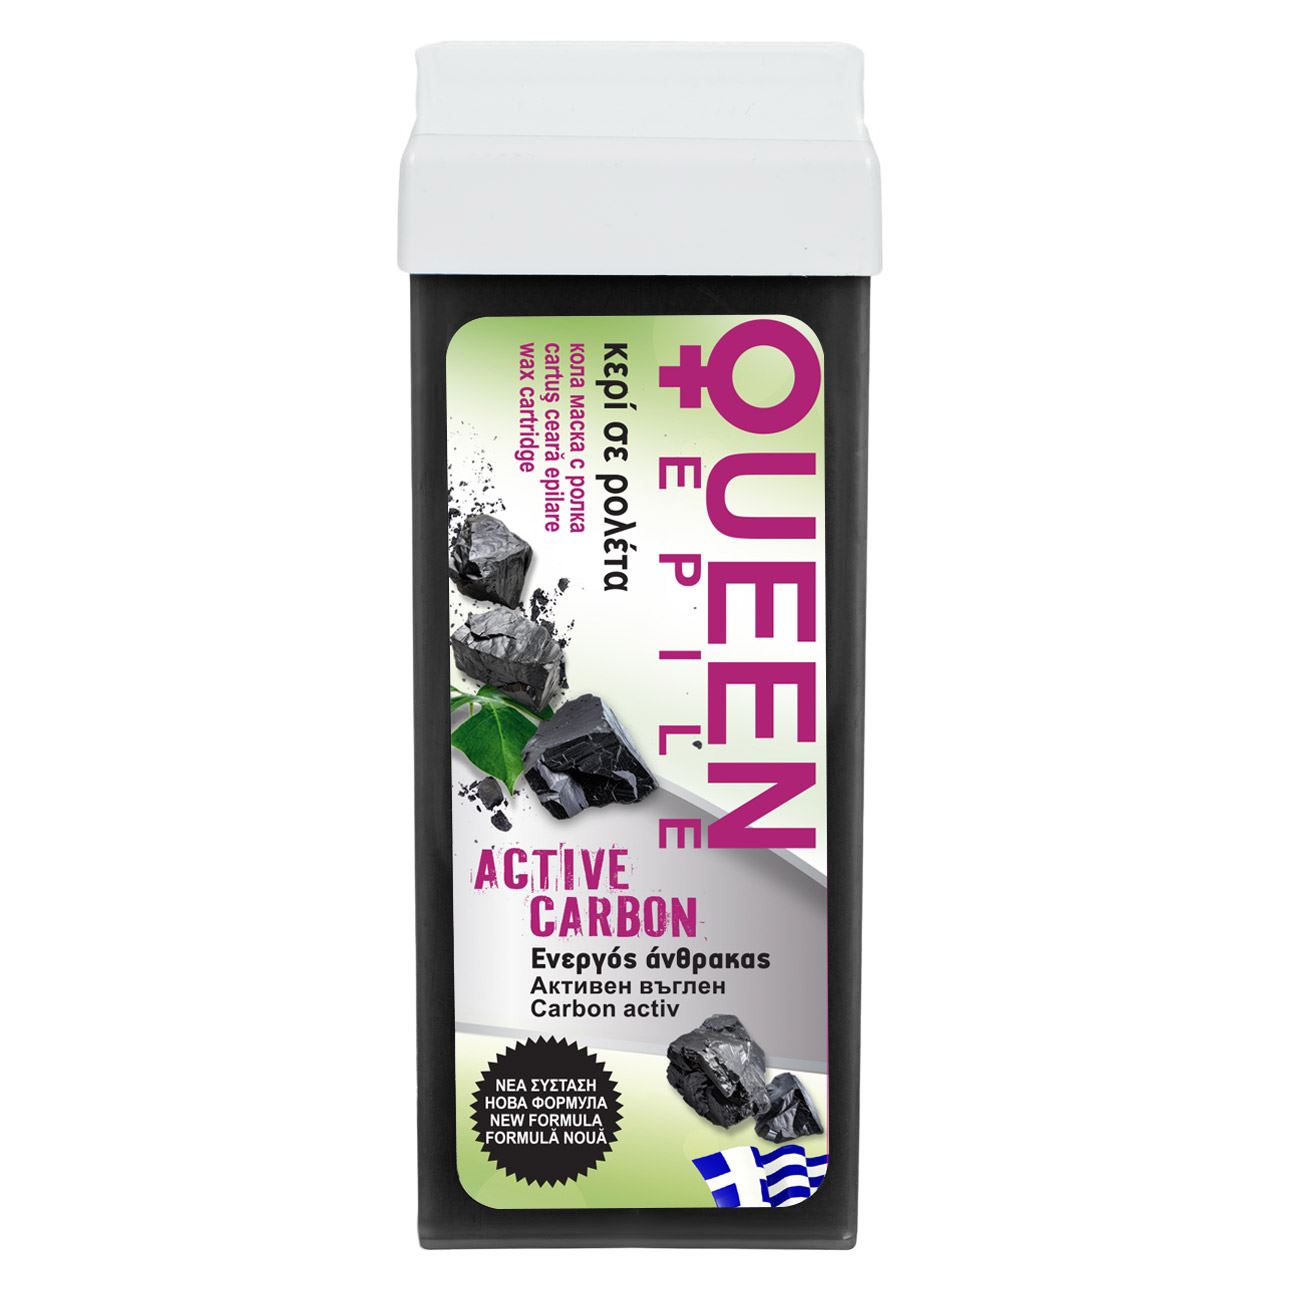 QUEEN
EPILE
κερί σε ρολέτα
кола маска с ролка
cartuș ceară epilare
wax cartridge
ACTIVE
CARBON
Ενεργός άνθρακας
Активен въглен
Carbon activ
ΝΕΑ ΣΥΣΤΑΣΗ
НОВА ФОРМУЛА
NEW FORMULA
FORMULĂ NOUĂ